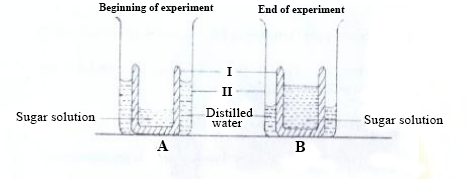 Beginning of experiment
End of experiment
I
II
Sugar solution
Distilled
water
Sugar solution
A
B